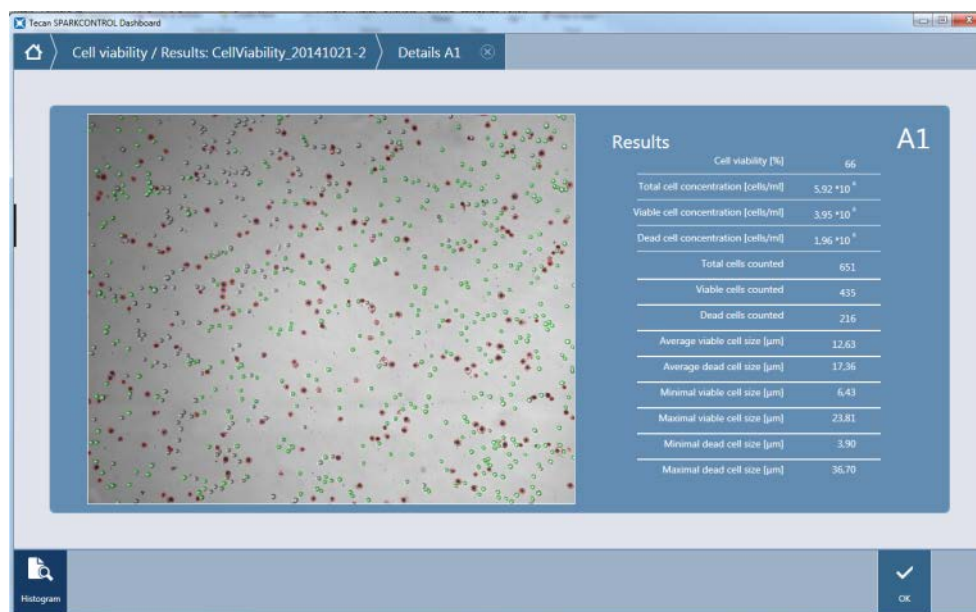 Tecan SPARKCONTROL Dashboard
Cell viability / Results: CellViability_20141021-2
Details A1
Results
A1
Cell viability [%] 66
Total cell concentration [cells/ml] 5.92 *10 6
Viable cell concentration [cells/ml] 3.95 *10 6
Dead cell concentration [cells/ml] 1.96 *10 6
Total cells counted 651
Viable cells counted 435
Dead cells counted 216
Average viable cell size [µm] 12,63
Average dead cell size [µm] 17,36
Minimal viable cell size [µm] 6,43
Maximal viable cell size [µm] 23,81
Minimal dead cell size [µm] 3,90
Maximal dead cell size [µm] 36,70
Histogram
OK